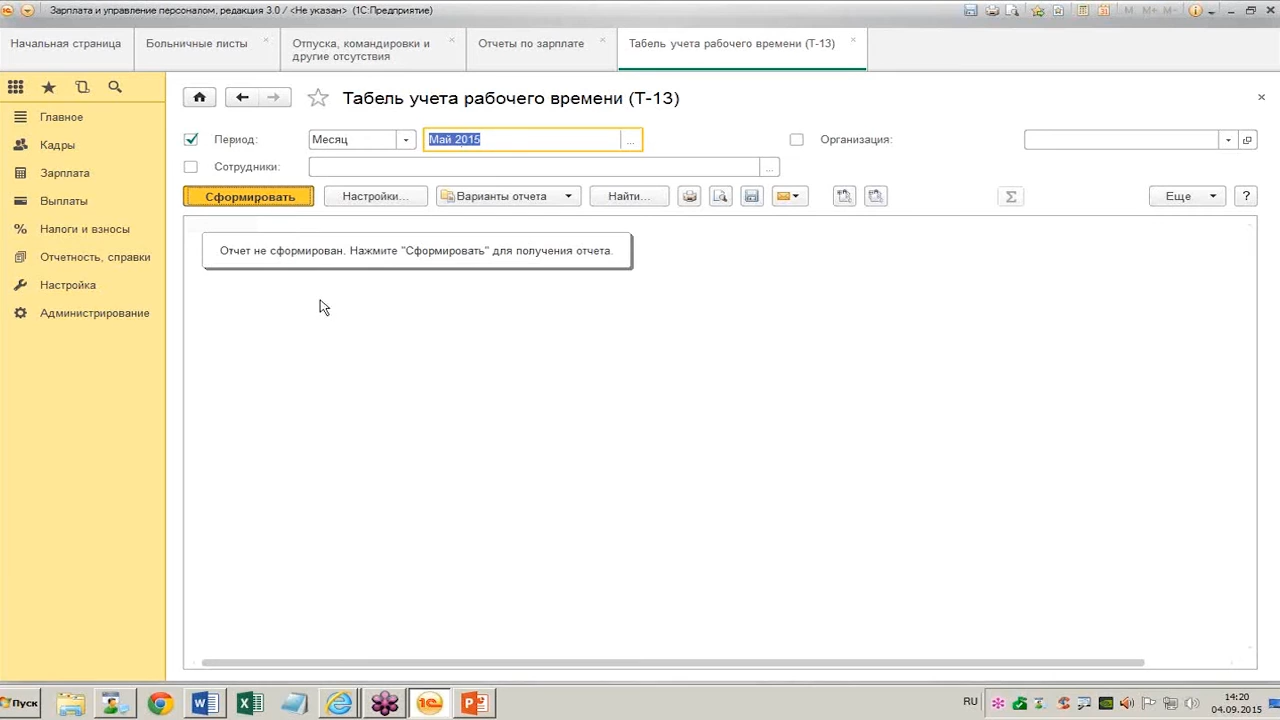 Зарплата и управление персоналом, редакция 3.0 / <Не указан> (1С:Предприятие)
M M+ M-
Начальная страница
Больничные листы
Отпуска, командировки и
другие отсутствия
Отчеты по зарплате
Табель учета рабочего времени (Т-13)
Главное
Кадры
Зарплата
Выплаты
Налоги и взносы
Отчетность, справки
Настройка
Администрирование
Табель учета рабочего времени (Т-13)
Период: Месяц Май 2015 ... Организация:
Сотрудники: ...
Сформировать Настройки... Варианты отчета Найти... Σ Еще ?
Отчет не сформирован. Нажмите "Сформировать" для получения отчета.
Пуск
RU
14:20
04.09.2015